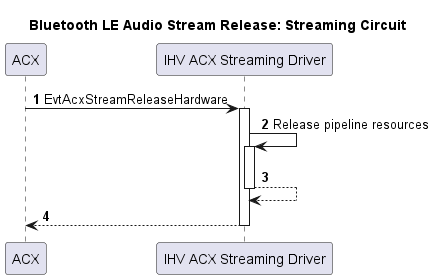 Bluetooth LE Audio Stream Release: Streaming Circuit
ACX
IHV ACX Streaming Driver
1 EvtAcxStreamReleaseHardware
2 Release pipeline resources
3
4
ACX
IHV ACX Streaming Driver